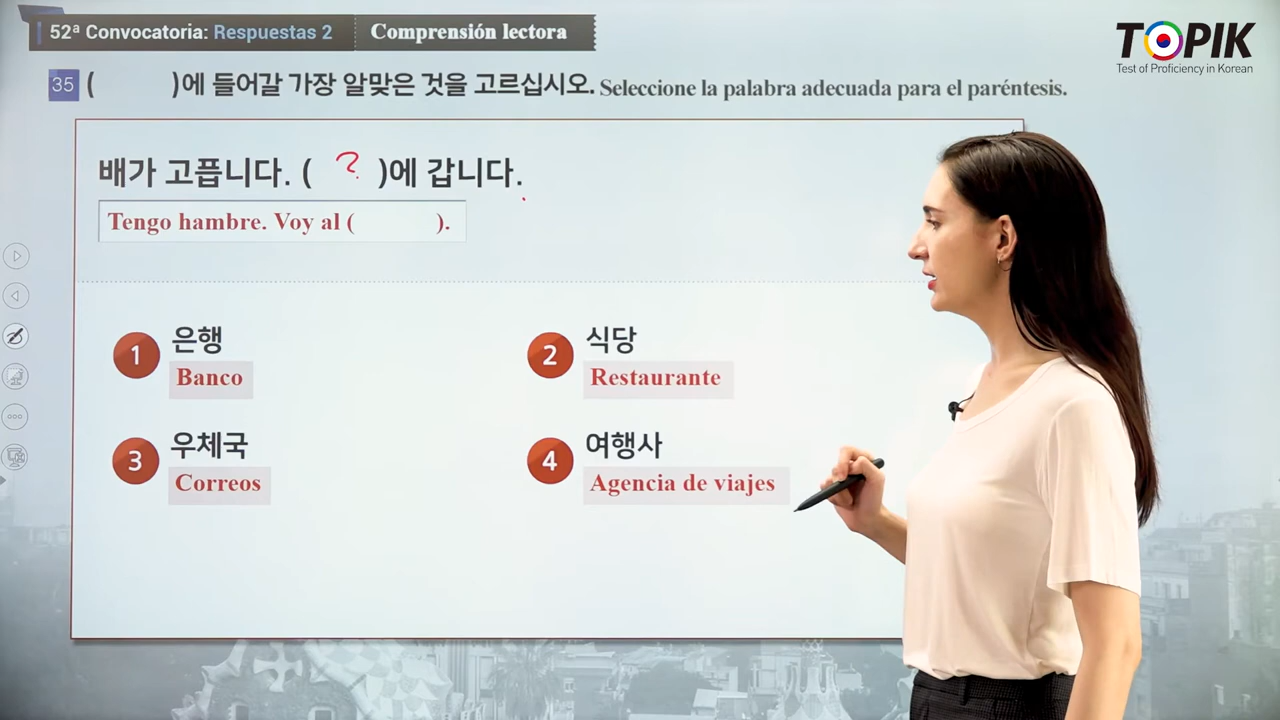 52ª Convocatoria: Respuestas 2 Comprensión lectora
TOPIK
Test of Proficiency in Korean
35 ( )에 들어갈 가장 알맞은 것을 고르십시오. Seleccione la palabra adecuada para el paréntesis.
배가 고픕니다. ( ? )에 갑니다.
Tengo hambre. Voy al ( ).
1 은행
Banco
2 식당
Restaurante
3 우체국
Correos
4 여행사
Agencia de viajes